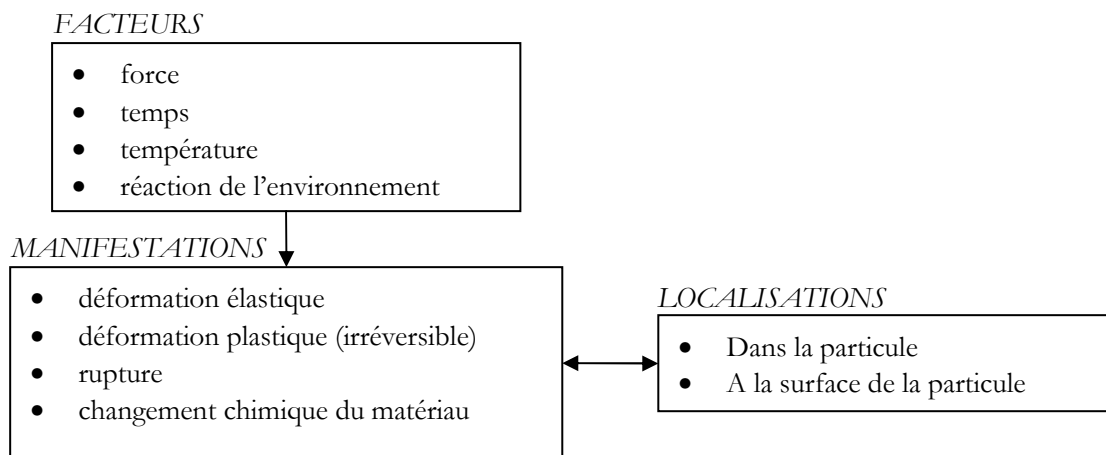 FACTEURS
• force
• temps
• température
• réaction de l’environnement
MANIFESTATIONS
• déformation élastique
• déformation plastique (irréversible)
• rupture
• changement chimique du matériau
LOCALISATIONS
• Dans la particule
• A la surface de la particule